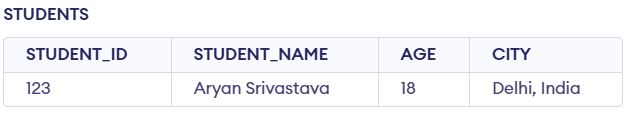 STUDENTS
STUDENT_ID STUDENT_NAME AGE CITY
123 Aryan Srivastava 18 Delhi, India